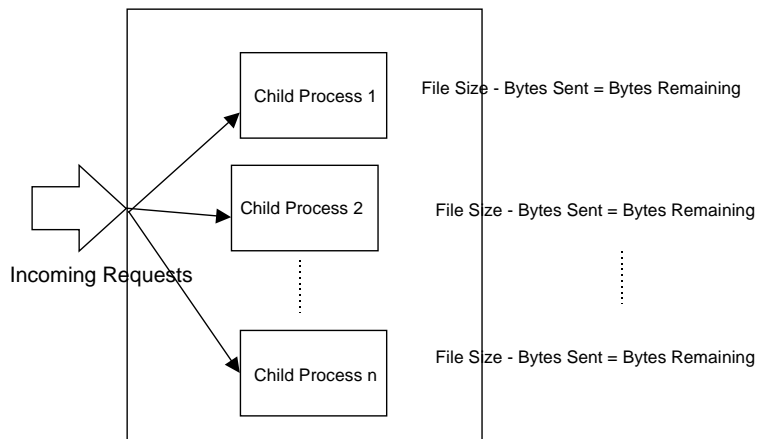 Child Process 1
File Size - Bytes Sent = Bytes Remaining
Child Process 2
File Size - Bytes Sent = Bytes Remaining
Incoming Requests
Child Process n
File Size - Bytes Sent = Bytes Remaining